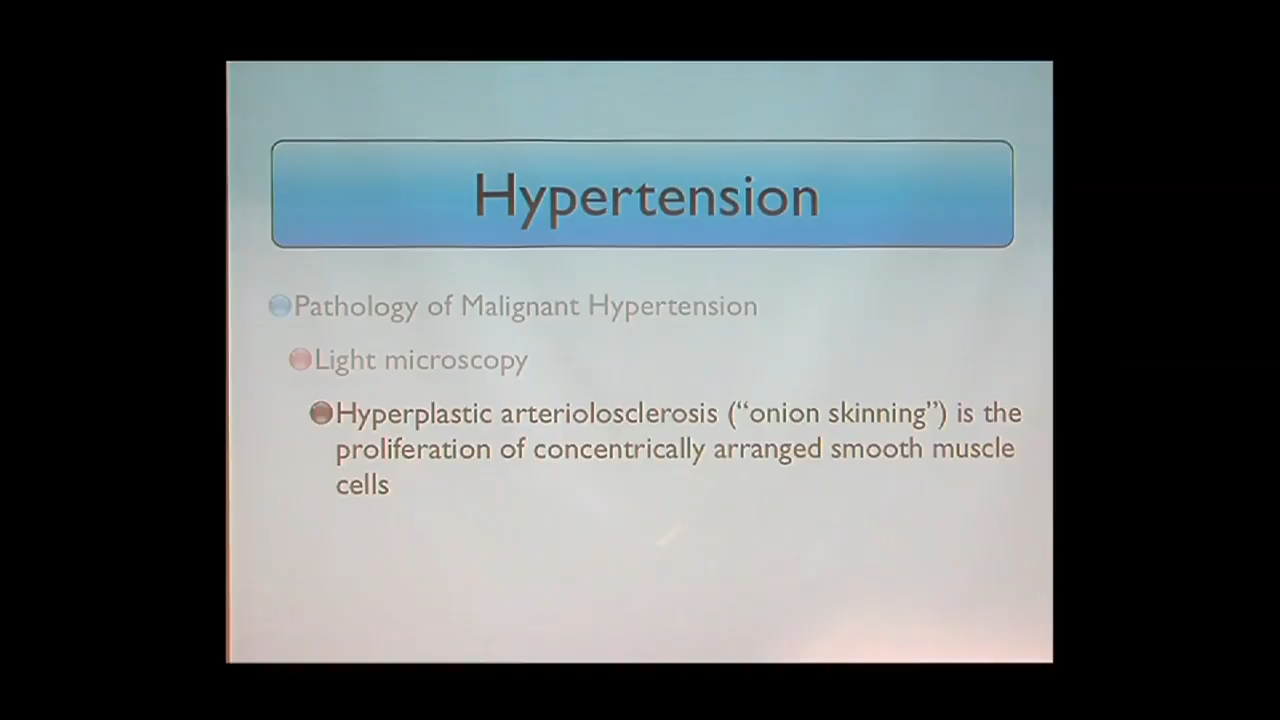 Hypertension
Pathology of Malignant Hypertension
Light microscopy
Hyperplastic arteriolosclerosis (“onion skinning”) is the
proliferation of concentrically arranged smooth muscle
cells